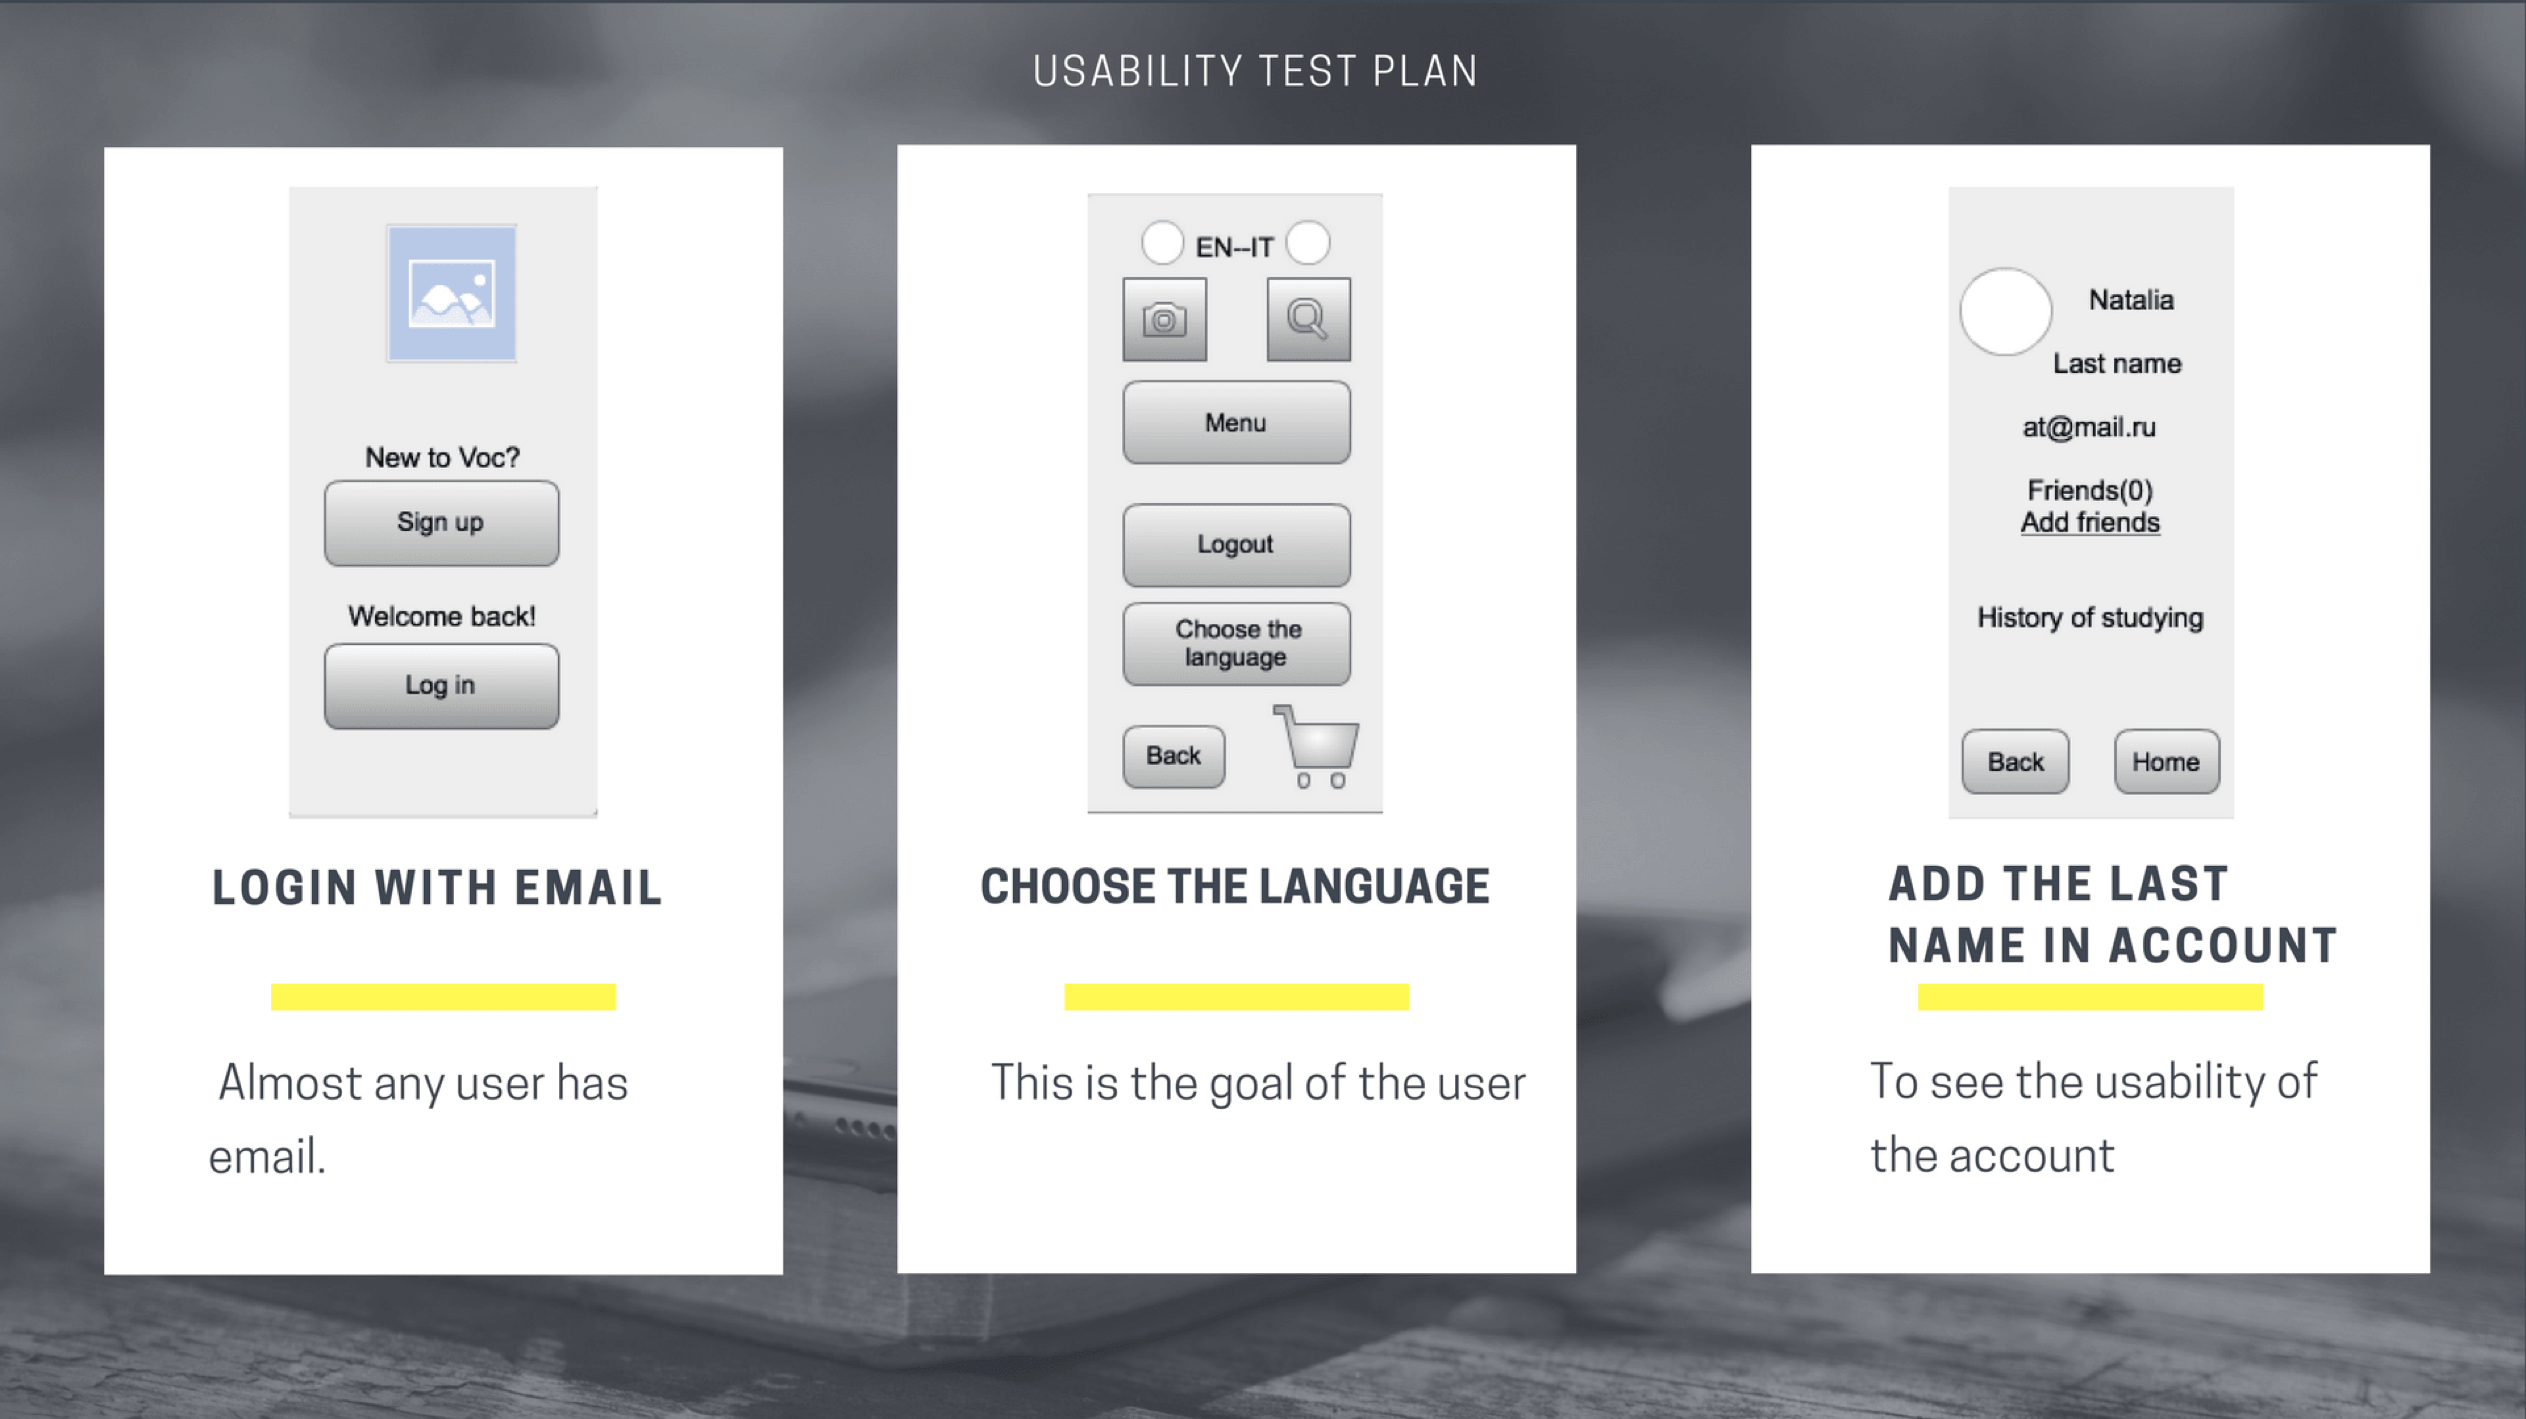 USABILITY TEST PLAN
New to Voc?
Sign up
Welcome back!
Log in
LOGIN WITH EMAIL
Almost any user has
email.
EN--IT
Menu
Logout
Choose the
language
Back
CHOOSE THE LANGUAGE
This is the goal of the user
Natalia
Last name
at@mail.ru
Friends(0)
Add friends
History of studying
Back
Home
ADD THE LAST
NAME IN ACCOUNT
To see the usability of
the account